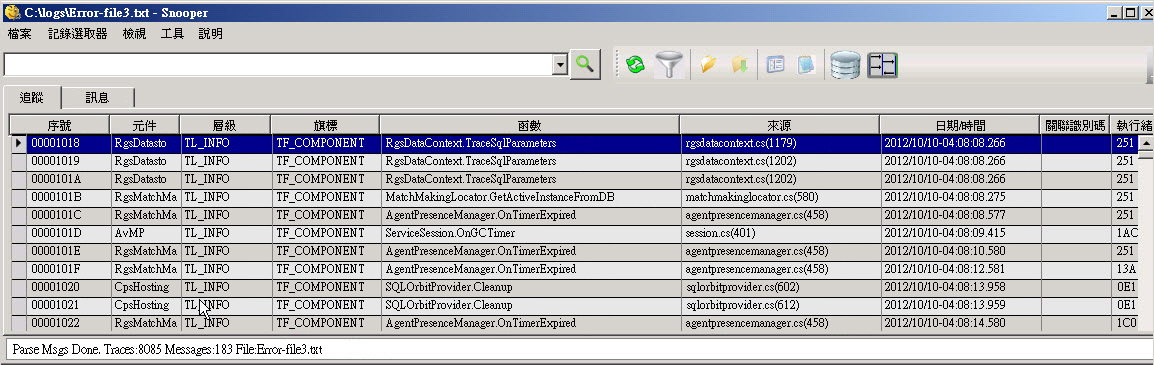 C:\logs\Error-file3.txt - Snooper
檔案 記錄選取器 檢視 工具 說明
追蹤 訊息
序號 元件 層級 旗標 函數 來源 日期/時間 關聯識別碼 執行緒
00001018 RgsDatasto TL_INFO TF_COMPONENT RgsDataContext.TraceSqlParameters rgsdatacontext.cs(1179) 2012/10/10-04:08:08.266 251
00001019 RgsDatasto TL_INFO TF_COMPONENT RgsDataContext.TraceSqlParameters rgsdatacontext.cs(1202) 2012/10/10-04:08:08.266 251
0000101A RgsDatasto TL_INFO TF_COMPONENT RgsDataContext.TraceSqlParameters rgsdatacontext.cs(1202) 2012/10/10-04:08:08.266 251
0000101B RgsMatchMa TL_INFO TF_COMPONENT MatchMakingLocator.GetActiveInstanceFromDB matchmakinglocator.cs(580) 2012/10/10-04:08:08.275 251
0000101C RgsMatchMa TL_INFO TF_COMPONENT AgentPresenceManager.OnTimerExpired agentpresencemanager.cs(458) 2012/10/10-04:08:08.577 251
0000101D AvMP TL_INFO TF_COMPONENT ServiceSession.OnGCTimer session.cs(401) 2012/10/10-04:08:09.415 1AC
0000101E RgsMatchMa TL_INFO TF_COMPONENT AgentPresenceManager.OnTimerExpired agentpresencemanager.cs(458) 2012/10/10-04:08:10.580 251
0000101F RgsMatchMa TL_INFO TF_COMPONENT AgentPresenceManager.OnTimerExpired agentpresencemanager.cs(458) 2012/10/10-04:08:12.581 13A
00001020 CpsHosting TL_INFO TF_COMPONENT SQLOrbitProvider.Cleanup sqlorbitprovider.cs(602) 2012/10/10-04:08:13.958 0E1
00001021 CpsHosting TL_INFO TF_COMPONENT SQLOrbitProvider.Cleanup sqlorbitprovider.cs(612) 2012/10/10-04:08:13.959 0E1
00001022 RgsMatchMa TL_INFO TF_COMPONENT AgentPresenceManager.OnTimerExpired agentpresencemanager.cs(458) 2012/10/10-04:08:14.580 1C0
Parse Msgs Done. Traces:8085 Messages:183 File:Error-file3.txt